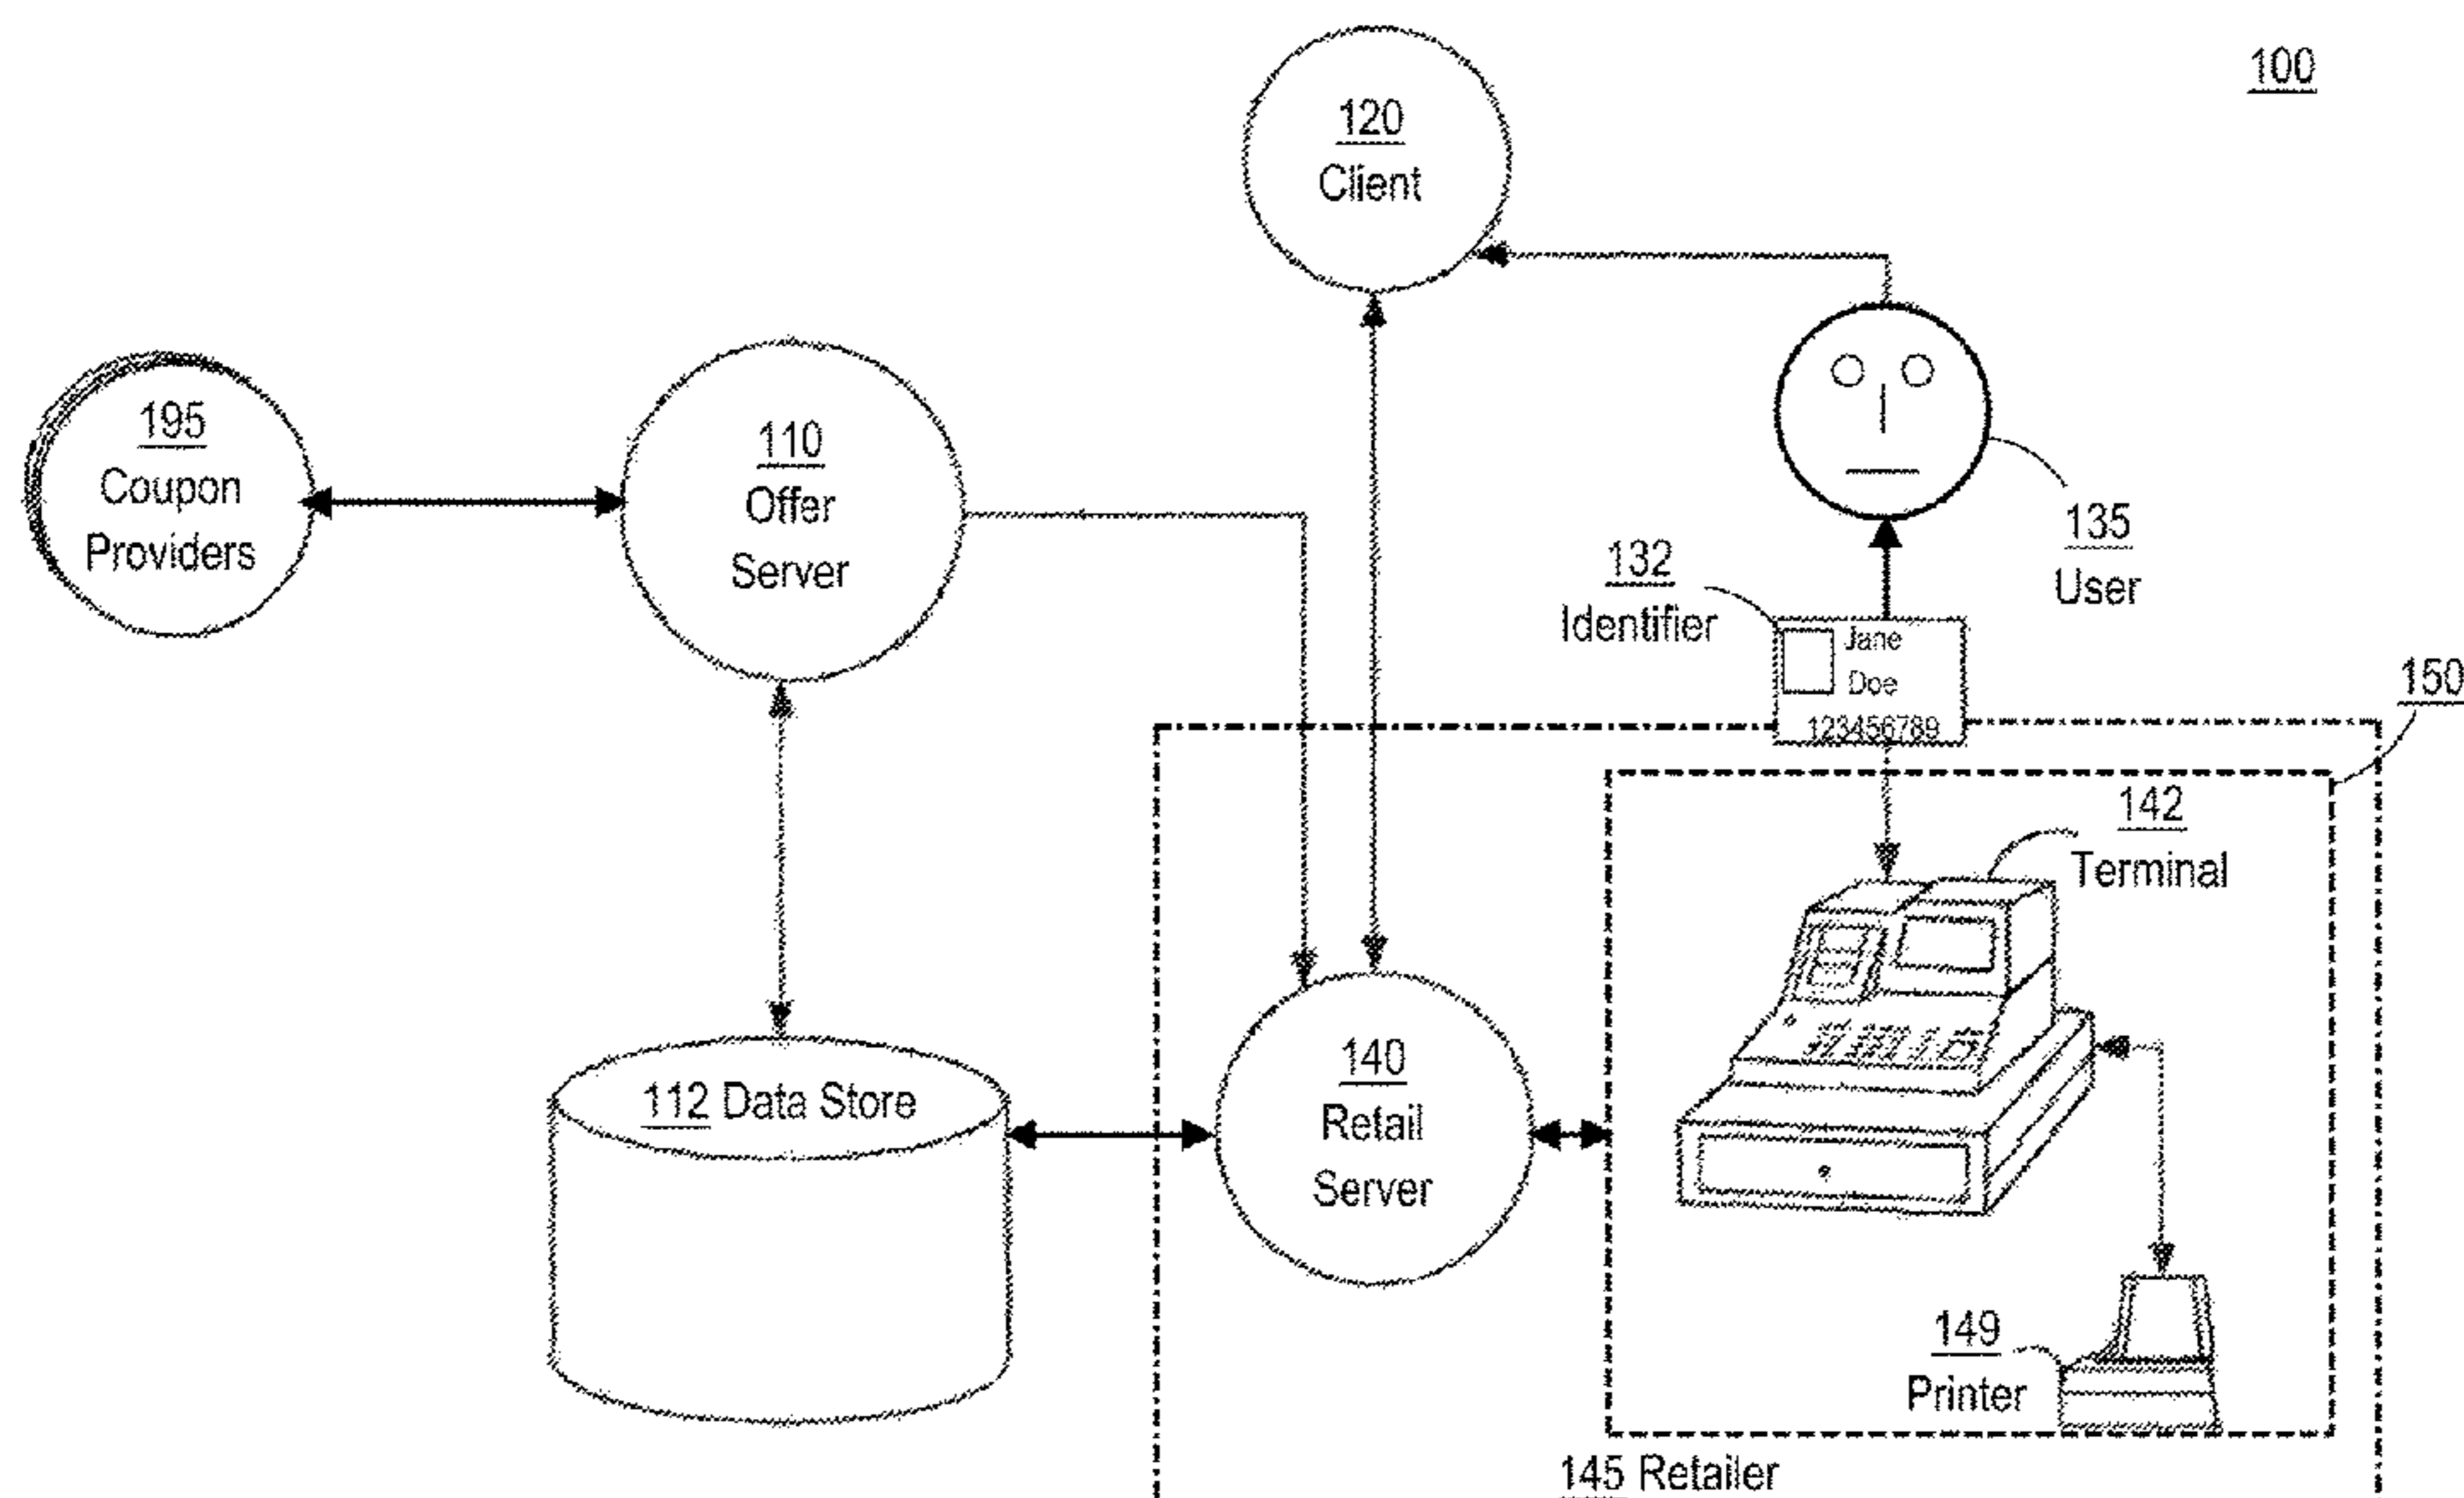 100
120
Client
195
Coupon
Providers
110
Offer
Server
135
User
132
Identifier
Jane
Doe
123456789
150
142
Terminal
112 Data Store
140
Retail
Server
149
Printer
145 Retailer